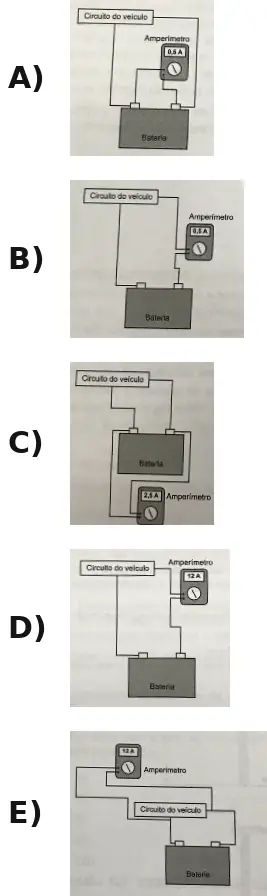 A)
Circuito do veículo
Amperímetro
0,5 A
Bateria
B)
Circuito do veículo
Amperímetro
0,5 A
Bateria
C)
Circuito do veículo
Bateria
2,5 A
Amperímetro
D)
Circuito do veículo
Amperímetro
12 A
Bateria
E)
12 A
Amperímetro
Circuito do veículo
Bateria